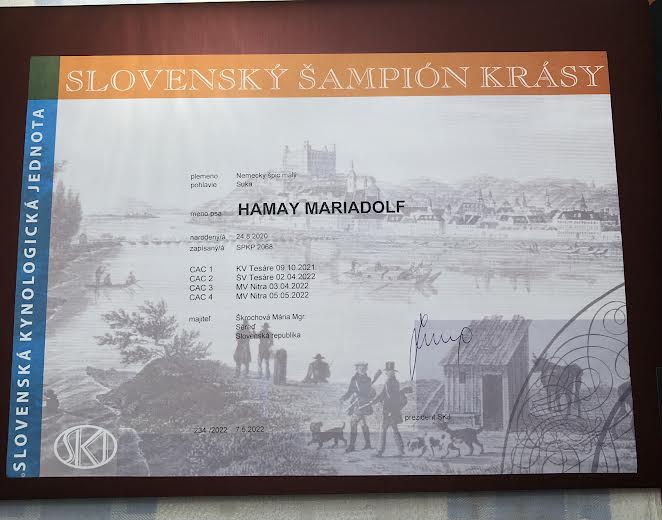 SLOVENSKÝ ŠAMPIÓN KRÁSY
SLOVENSKÁ KYNOLOGICKÁ JEDNOTA
plemeno Nemecký špic malý
pohlavie Suka
meno psa HAMAY MARIADOLF
narodený/á 24.8.2020
zapísaný/á SPKP 2068
CAC 1 KV Tesáre 09.10.2021
CAC 2 ŠV Tesáre 02.04.2022
CAC 3 MV Nitra 03.04.2022
CAC 4 MV Nitra 05.05.2022
majiteľ Škrochová Mária Mgr.
Sereď
Slovenská republika
prezident SKJ
234 /2022 7.6.2022
SKJ